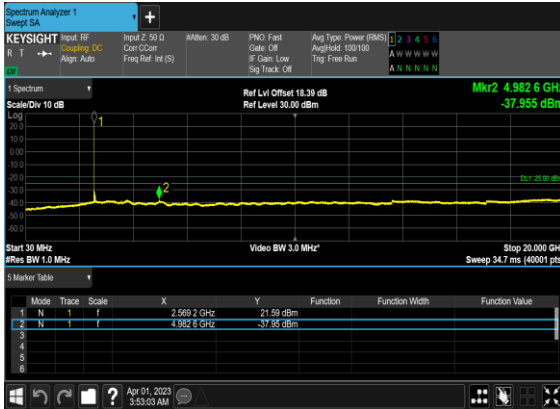 Spectrum Analyzer 1
Swept SA
+
KEYSIGHT
R T
LV
Input: RF
Coupling: DC
Align: Auto
Input Z: 50 Ω
Corr CCorr
Freq Ref: Int (S)
#Atten: 30 dB
PNO: Fast
Gate: Off
IF Gain: Low
Sig Track: Off
Avg Type: Power (RMS)
Avg|Hold: 100/100
Trig: Free Run
1 2 3 4 5 6
A W W W W W
A N N N N N
1 Spectrum
Scale/Div 10 dB
Ref Lvl Offset 18.39 dB
Ref Level 30.00 dBm
Mkr2 4.982 6 GHz
-37.955 dBm
Log
20.0
10.0
0.00
-10.0
-20.0
-30.0
-40.0
-50.0
-60.0
1
2
DL1 -25.00 dBm
Start 30 MHz
#Res BW 1.0 MHz
Video BW 3.0 MHz*
Stop 20.000 GHz
Sweep 34.7 ms (40001 pts)
5 Marker Table
Mode Trace Scale X Y Function Function Width Function Value
1 N 1 f 2.569 2 GHz 21.59 dBm
2 N 1 f 4.982 6 GHz -37.95 dBm
3
4
5
6
?
Apr 01, 2023
3:53:03 AM